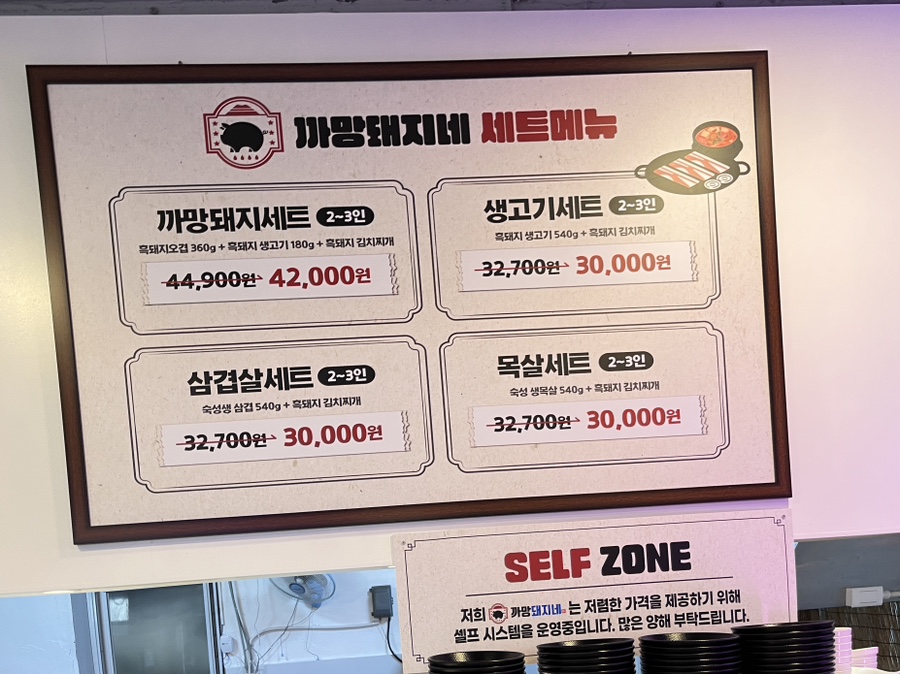 까망돼지네 세트메뉴
까망돼지세트 2~3인
흑돼지오겹 360g + 흑돼지 생고기 180g + 흑돼지 김치찌개
44,900원 42,000원
생고기세트 2~3인
흑돼지 생고기 540g + 흑돼지 김치찌개
32,700원 30,000원
삼겹살세트 2~3인
숙성생 삼겹 540g + 흑돼지 김치찌개
32,700원 30,000원
목살세트 2~3인
숙성 생목살 540g + 흑돼지 김치찌개
32,700원 30,000원
SELF ZONE
저희 까망돼지네 는 저렴한 가격을 제공하기 위해
셀프 시스템을 운영중입니다. 많은 양해 부탁드립니다.